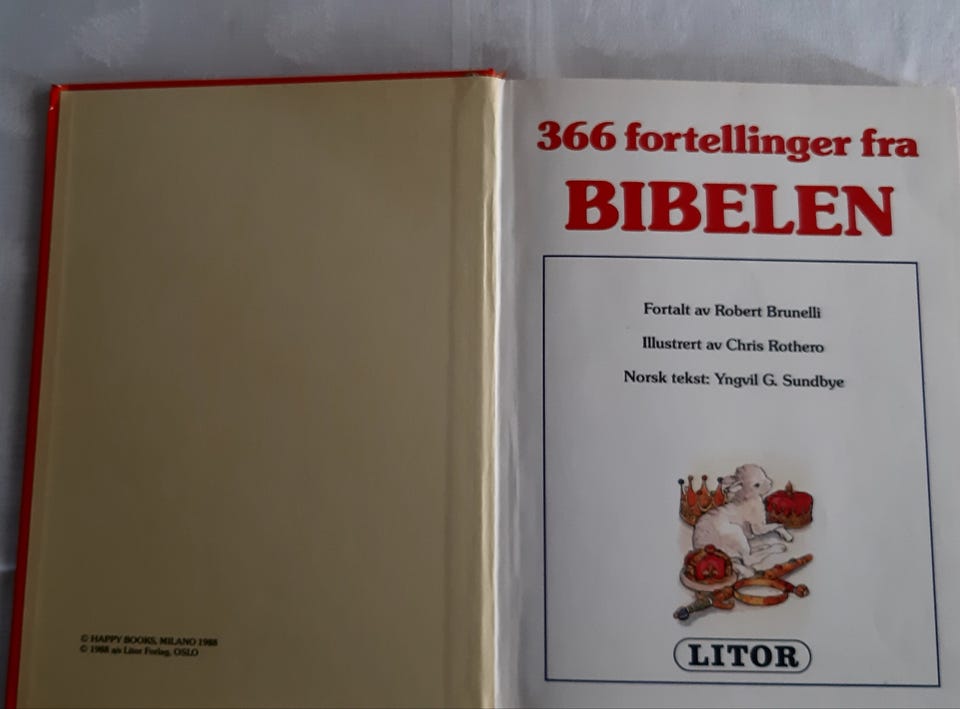 © HAPPY BOOKS, MILANO 1988
© 1988 a/s Litor Forlag, OSLO
366 fortellinger fra
BIBELEN
Fortalt av Robert Brunelli
Illustrert av Chris Rothero
Norsk tekst: Yngvil G. Sundbye
LITOR